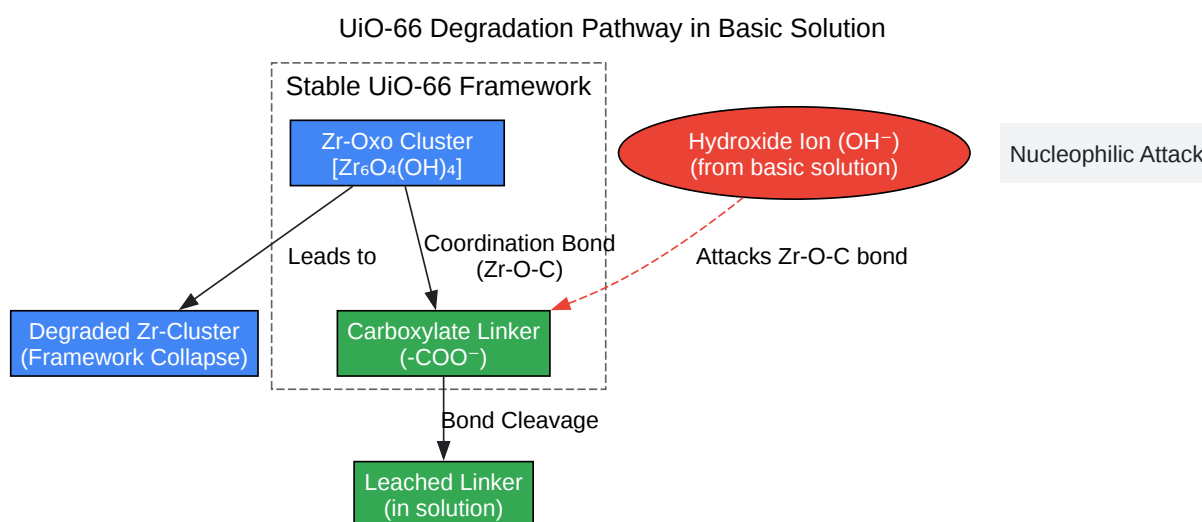 UiO-66 Degradation Pathway in Basic Solution
Stable UiO-66 Framework
Zr-Oxo Cluster
[Zr₆O₄(OH)₄]
Hydroxide Ion (OH⁻)
(from basic solution)
Nucleophilic Attack
Leads to
Coordination Bond
(Zr-O-C)
Attacks Zr-O-C bond
Degraded Zr-Cluster
(Framework Collapse)
Carboxylate Linker
(-COO⁻)
Bond Cleavage
Leached Linker
(in solution)